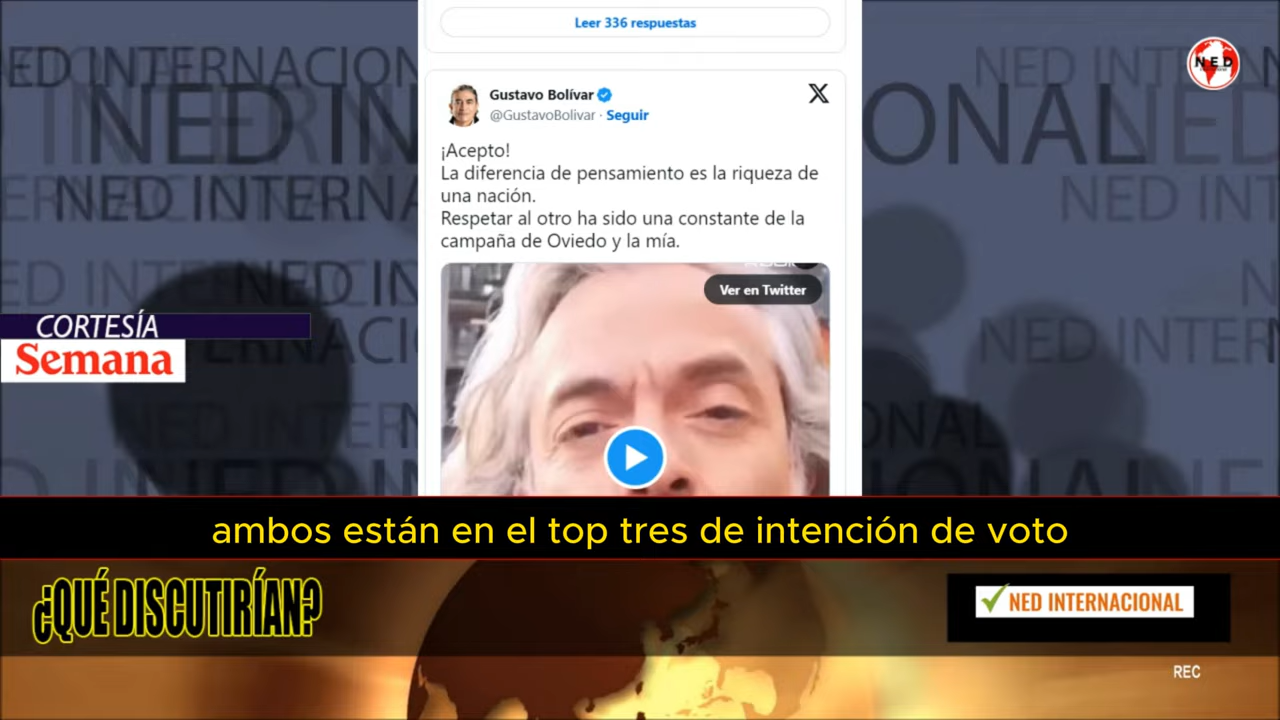 Leer 336 respuestas
Gustavo Bolívar
@GustavoBolivar · Seguir
¡Acepto!
La diferencia de pensamiento es la riqueza de
una nación.
Respetar al otro ha sido una constante de la
campaña de Oviedo y la mía.
Ver en Twitter
NED
CORTESÍA
Semana
ambos están en el top tres de intención de voto
¿QUÉ DISCUTIRÍAN?
NED INTERNACIONAL
REC